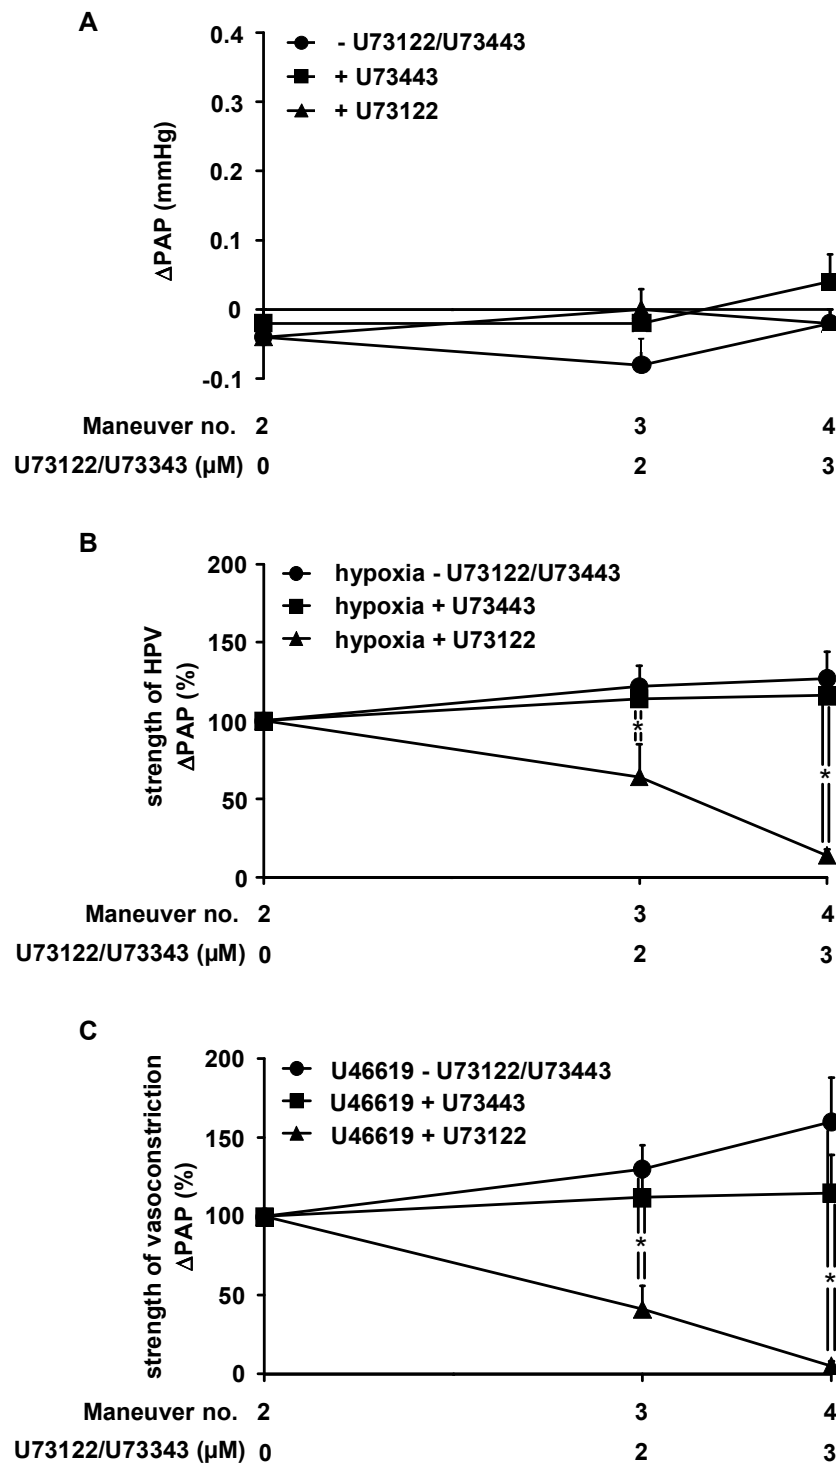 A
0.4
0.3
0.2
0.1
0
-0.1
ΔPAP (mmHg)
- U73122/U73443
+ U73443
+ U73122
Maneuver no. 2 3 4
U73122/U73343 (µM) 0 2 3
B
200
150
100
50
0
strength of HPV
ΔPAP (%)
hypoxia - U73122/U73443
hypoxia + U73443
hypoxia + U73122
*
*
Maneuver no. 2 3 4
U73122/U73343 (µM) 0 2 3
C
200
150
100
50
0
strength of vasoconstriction
ΔPAP (%)
U46619 - U73122/U73443
U46619 + U73443
U46619 + U73122
*
*
Maneuver no. 2 3 4
U73122/U73343 (µM) 0 2 3